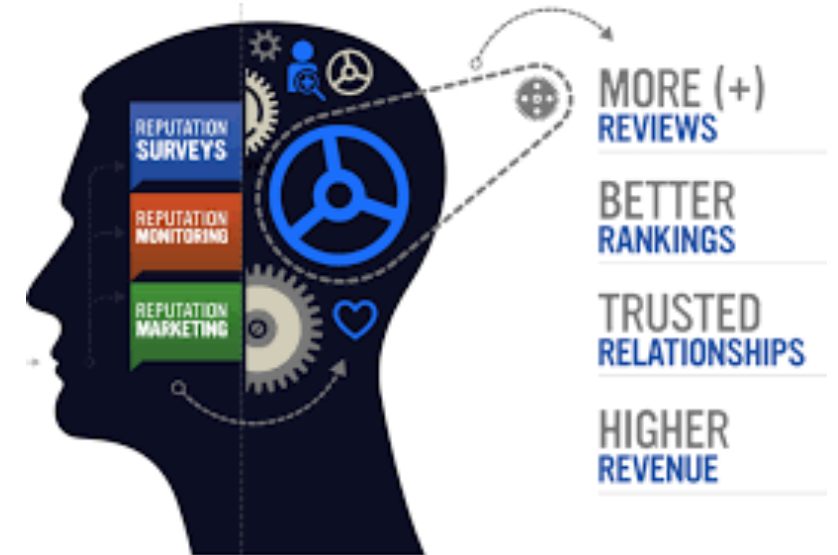 REPUTATION
SURVEYS
REPUTATION
MONITORING
REPUTATION
MARKETING
MORE (+)
REVIEWS
BETTER
RANKINGS
TRUSTED
RELATIONSHIPS
HIGHER
REVENUE